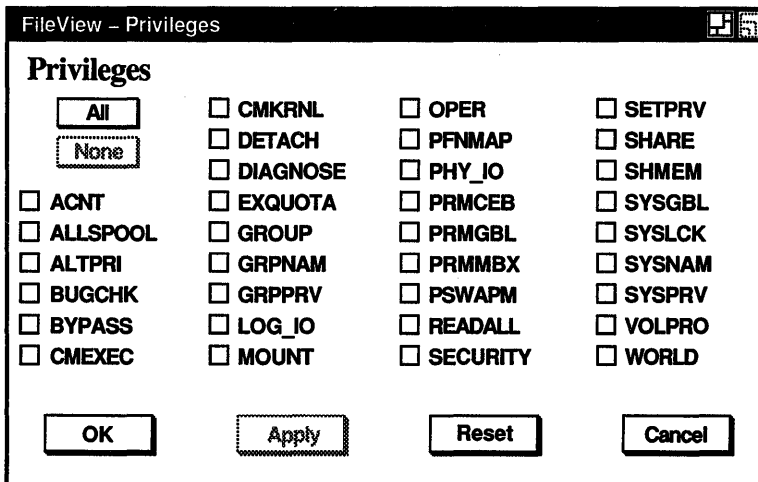 FileView – Privileges
Privileges
All
None
ACNT
ALLSPOOL
ALTPRI
BUGCHK
BYPASS
CMEXEC
CMKRNL
DETACH
DIAGNOSE
EXQUOTA
GROUP
GRPNAM
GRPPRV
LOG_IO
MOUNT
OPER
PFNMAP
PHY_IO
PRMCEB
PRMGBL
PRMMBX
PSWAPM
READALL
SECURITY
SETPRV
SHARE
SHMEM
SYSGBL
SYSLCK
SYSNAM
SYSPRV
VOLPRO
WORLD
OK
Apply
Reset
Cancel